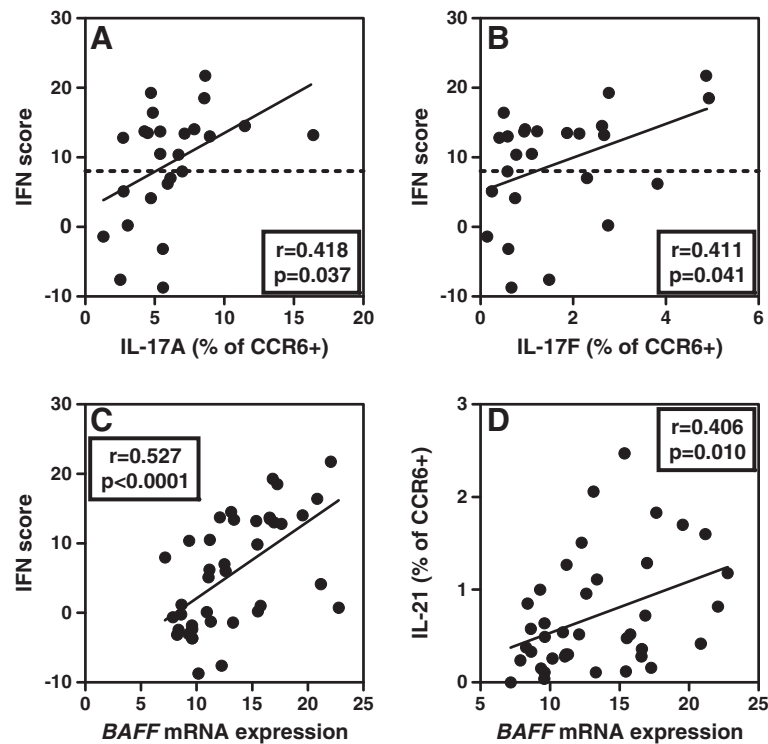 A
30
20
10
0
-10
IFN score
r=0.418
p=0.037
0 5 10 15 20
IL-17A (% of CCR6+)
B
30
20
10
0
-10
IFN score
r=0.411
p=0.041
0 2 4 6
IL-17F (% of CCR6+)
C
30
20
10
0
-10
IFN score
r=0.527
p<0.0001
0 5 10 15 20 25
BAFF mRNA expression
D
3
2
1
0
IL-21 (% of CCR6+)
r=0.406
p=0.010
5 10 15 20 25
BAFF mRNA expression